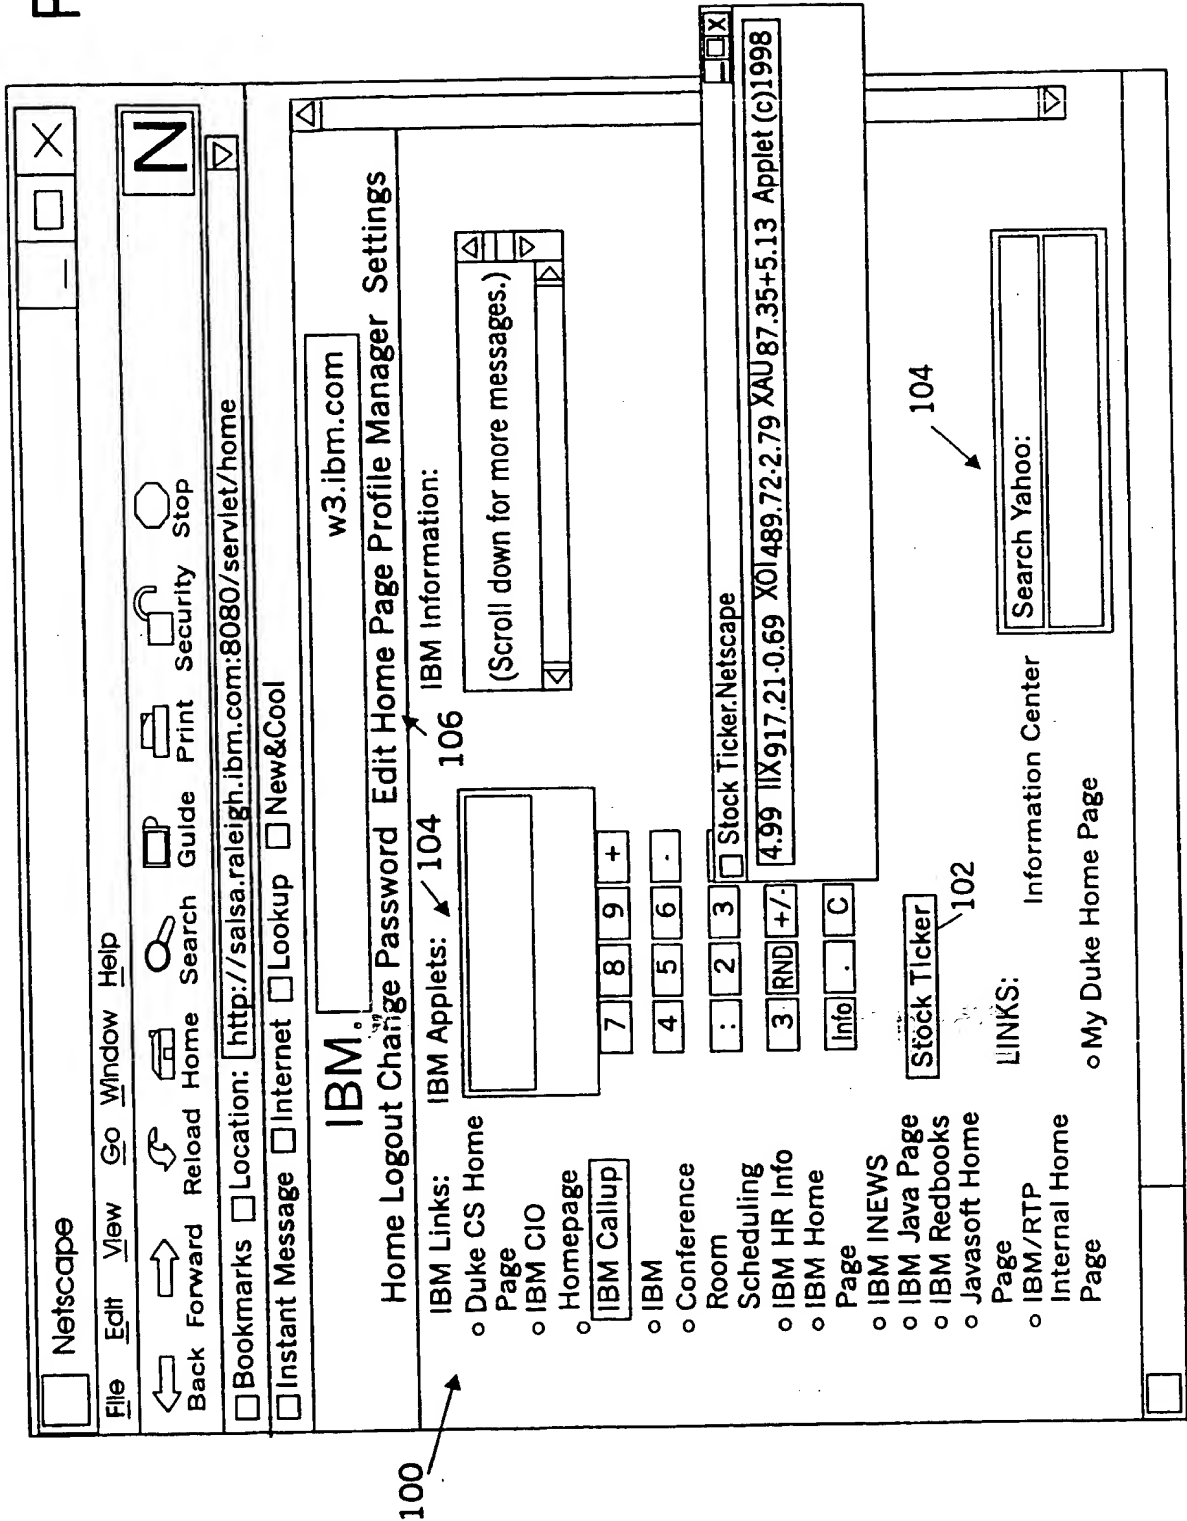 F
Netscape
File Edit View Go Window Help
Back Forward Reload Home Search Guide Print Security Stop
N
Bookmarks Location: http://salsa.raleigh.ibm.com:8080/servlet/home
Instant Message Internet Lookup New&Cool
IBM. w3.ibm.com
Home Logout Change Password Edit Home Page Profile Manager Settings
106
100
IBM Links:
Duke CS Home
Page
IBM CIO
Homepage
IBM Callup
IBM
Conference
Room
Scheduling
IBM HR Info
IBM Home
Page
IBM INEWS
IBM Java Page
IBM Redbooks
Javasoft Home
Page
IBM/RTP
Internal Home
Page
IBM Applets:
104
7 8 9 +
4 5 6 -
: 2 3
3 RND +/-
Info . C
Stock Ticker
102
LINKS:
My Duke Home Page
IBM Information:
(Scroll down for more messages.)
Stock Ticker.Netscape
X
4.99 IIX917.21-0.69 XOI489.72-2.79 XAU87.35+5.13 Applet (c)1998
104
Information Center
Search Yahoo: